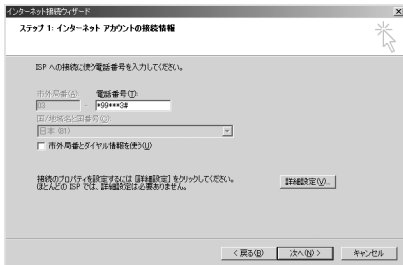 インターネット接続ウィザード
ステップ 1: インターネット アカウントの接続情報
ISP への接続に使う電話番号を入力してください。
市外局番(A): 電話番号(T):
03 - *99***3#
国/地域名と国番号(O):
日本 (81)
市外局番とダイヤル情報を使う(U)
接続のプロパティを設定するには [詳細設定] をクリックしてください。
ほとんどの ISP では、詳細設定は必要ありません。
詳細設定(V)...
< 戻る(B) 次へ(N) > キャンセル